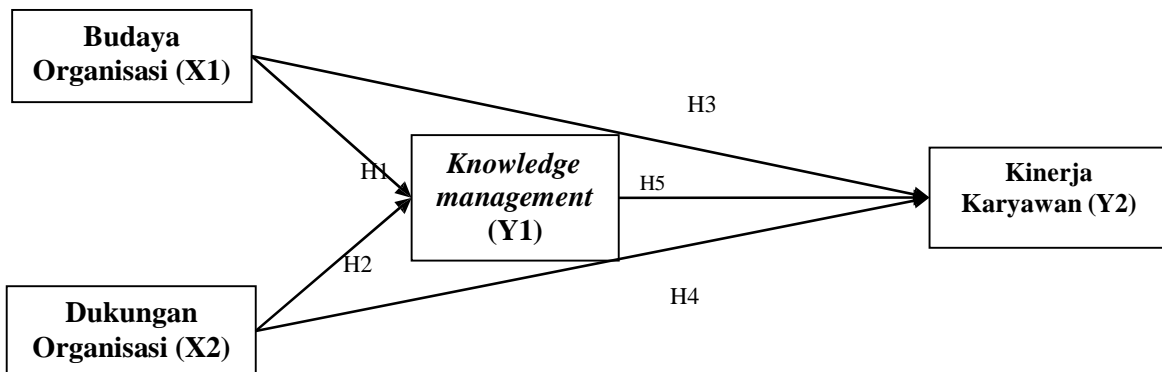 Budaya
Organisasi (X1)
H3
Knowledge
management
(Y1)
H1
H5
Kinerja
Karyawan (Y2)
H2
H4
Dukungan
Organisasi (X2)